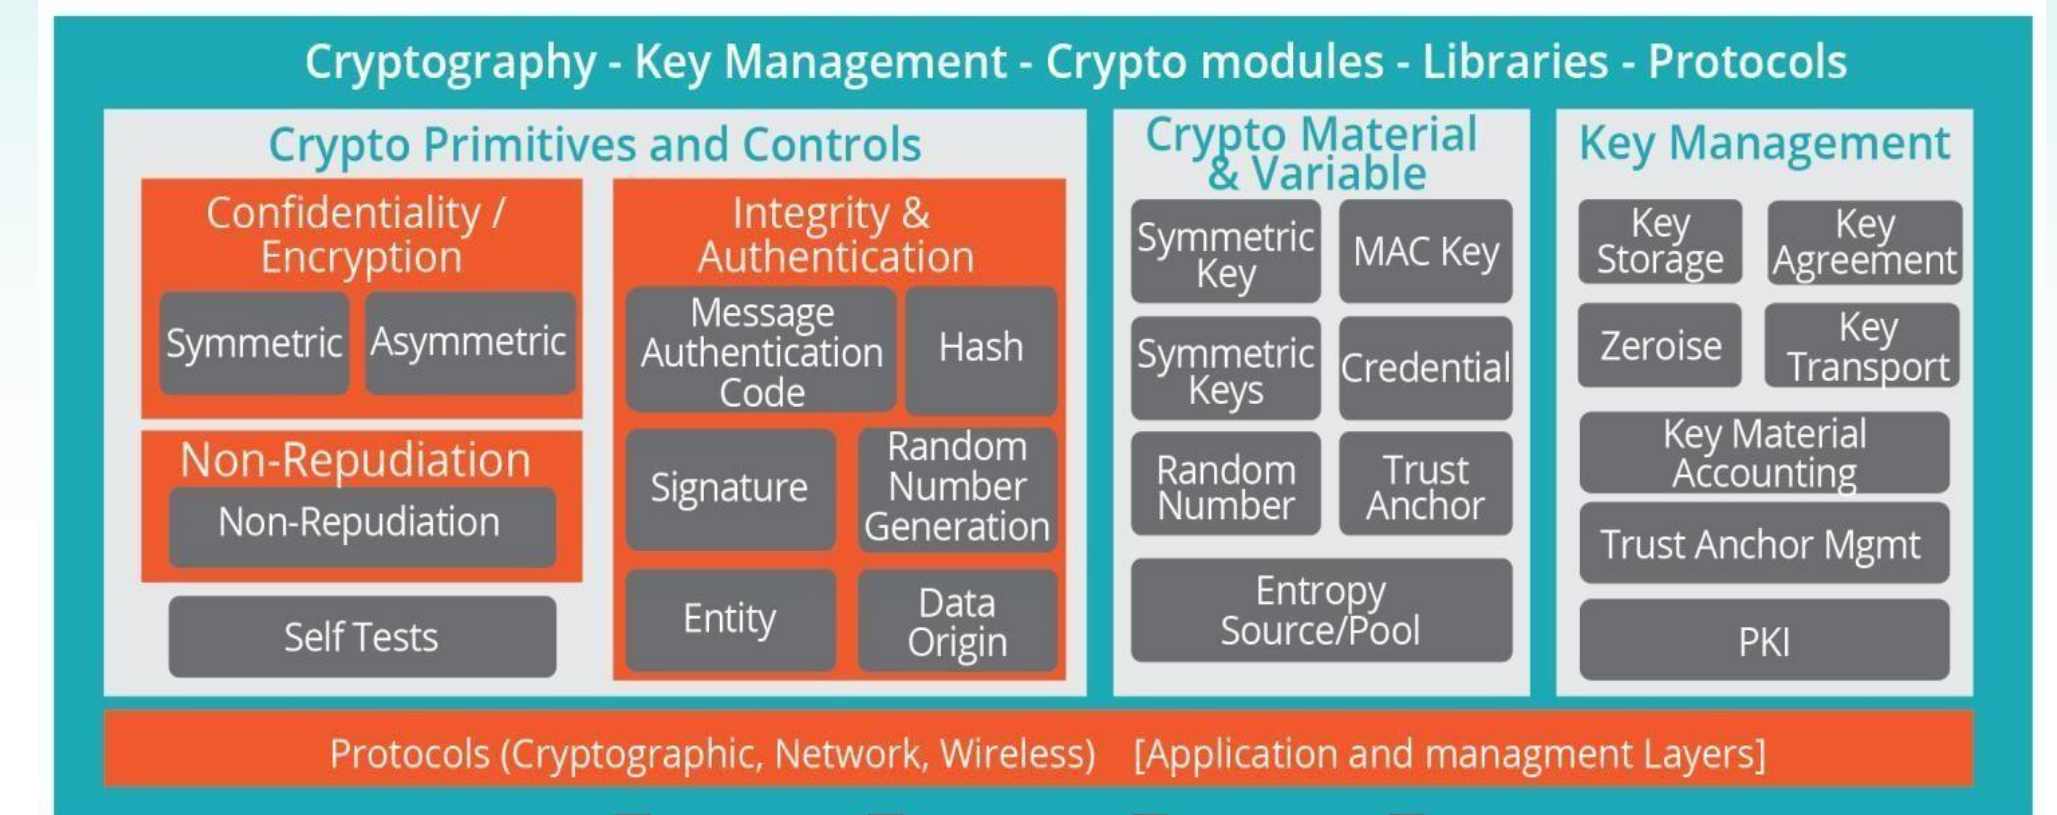 Cryptography - Key Management - Crypto modules - Libraries - Protocols
Crypto Primitives and Controls
Confidentiality /
Encryption
Symmetric
Asymmetric
Non-Repudiation
Non-Repudiation
Self Tests
Integrity &
Authentication
Message
Authentication
Code
Hash
Signature
Random
Number
Generation
Entity
Data
Origin
Crypto Material
& Variable
Symmetric
Key
MAC Key
Symmetric
Keys
Credential
Random
Number
Trust
Anchor
Entropy
Source/Pool
Key Management
Key
Storage
Key
Agreement
Zeroise
Key
Transport
Key Material
Accounting
Trust Anchor Mgmt
PKI
Protocols (Cryptographic, Network, Wireless) [Application and managment Layers]